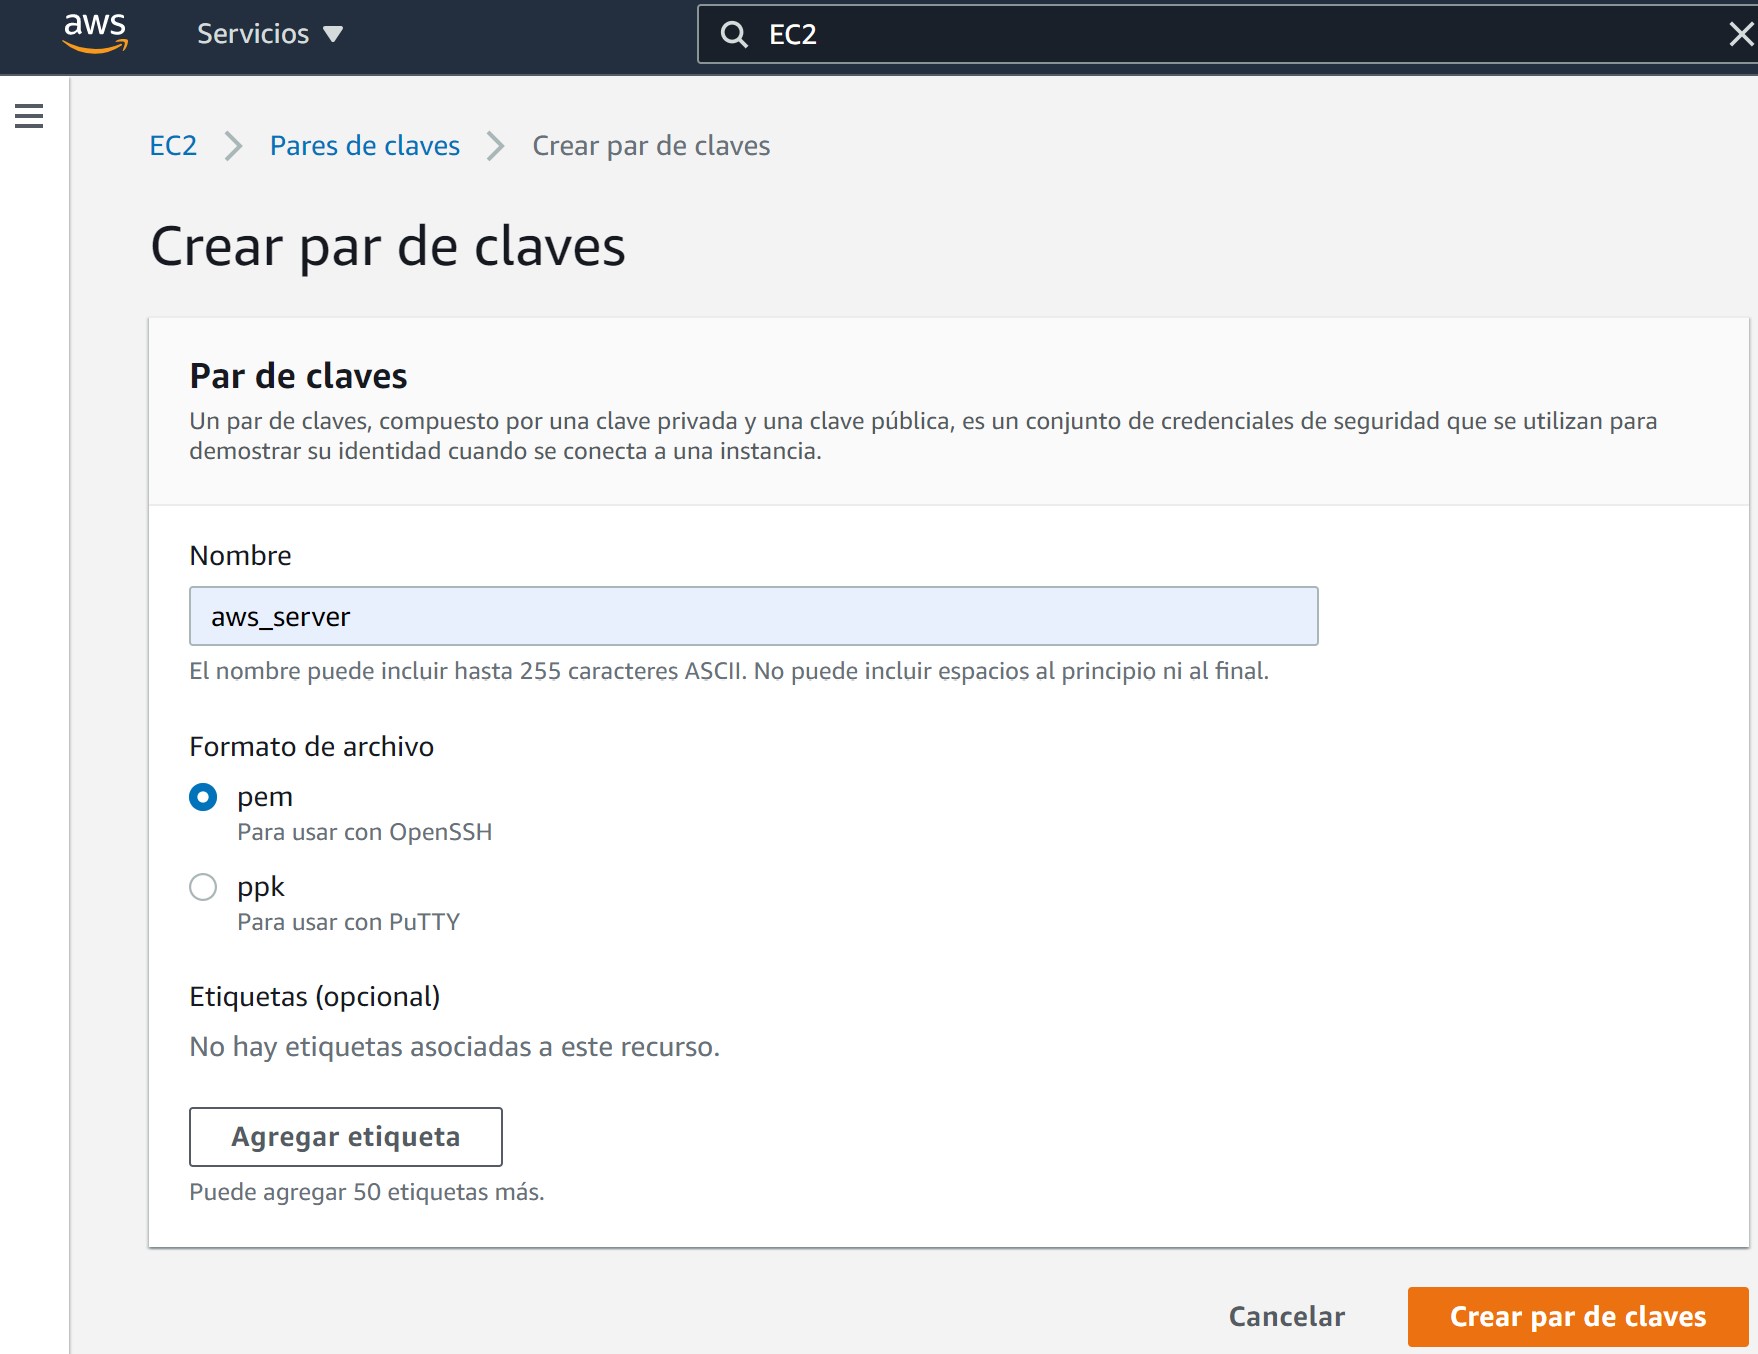 aws
Servicios
EC2
EC2
Pares de claves
Crear par de claves
Crear par de claves
Par de claves
Un par de claves, compuesto por una clave privada y una clave pública, es un conjunto de credenciales de seguridad que se utilizan para
demostrar su identidad cuando se conecta a una instancia.
Nombre
aws_server
El nombre puede incluir hasta 255 caracteres ASCII. No puede incluir espacios al principio ni al final.
Formato de archivo
pem
Para usar con OpenSSH
ppk
Para usar con PuTTY
Etiquetas (opcional)
No hay etiquetas asociadas a este recurso.
Agregar etiqueta
Puede agregar 50 etiquetas más.
Cancelar
Crear par de claves